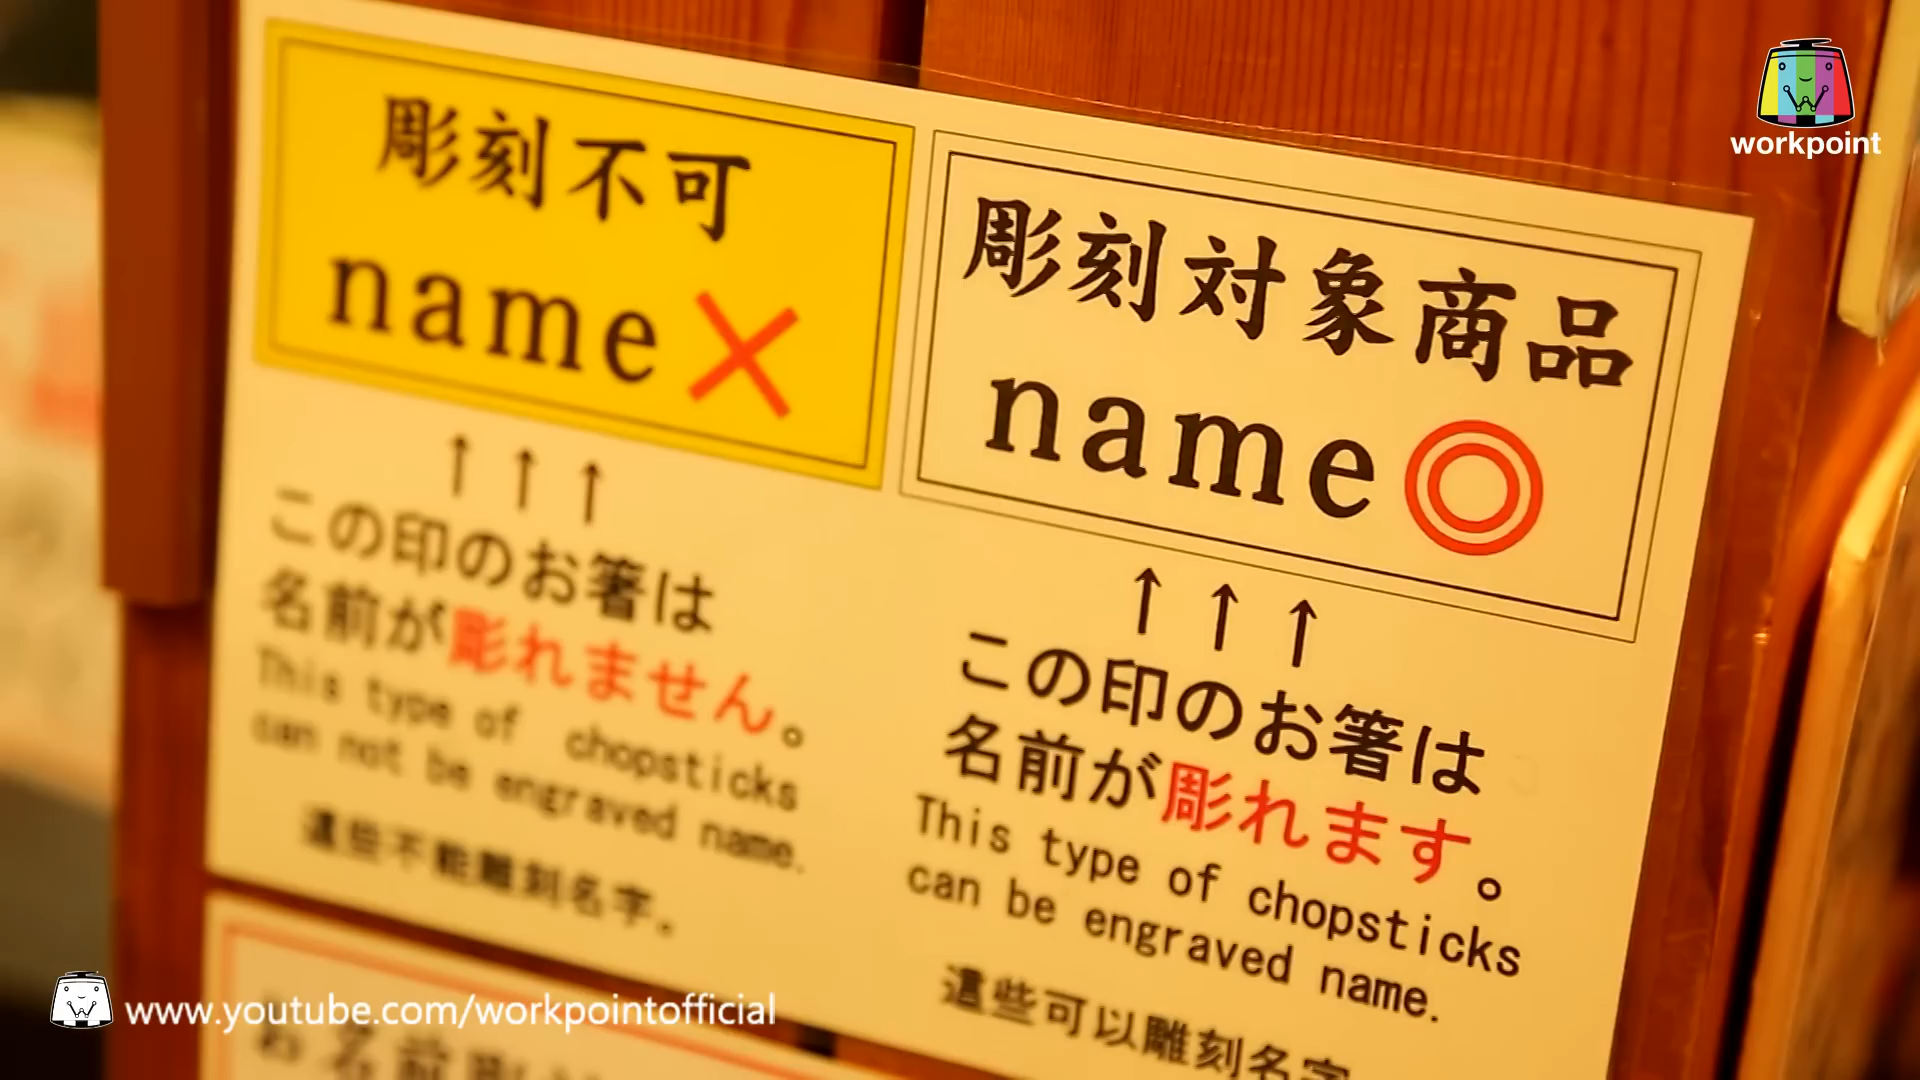 彫刻不可
name ×
↑ ↑ ↑
この印のお箸は
名前が彫れません。
This type of chopsticks
can not be engraved name.
這些不能雕刻名字。
彫刻対象商品
name ◎
↑ ↑ ↑
この印のお箸は
名前が彫れます。
This type of chopsticks
can be engraved name.
這些可以雕刻名字
workpoint
www.youtube.com/workpointofficial